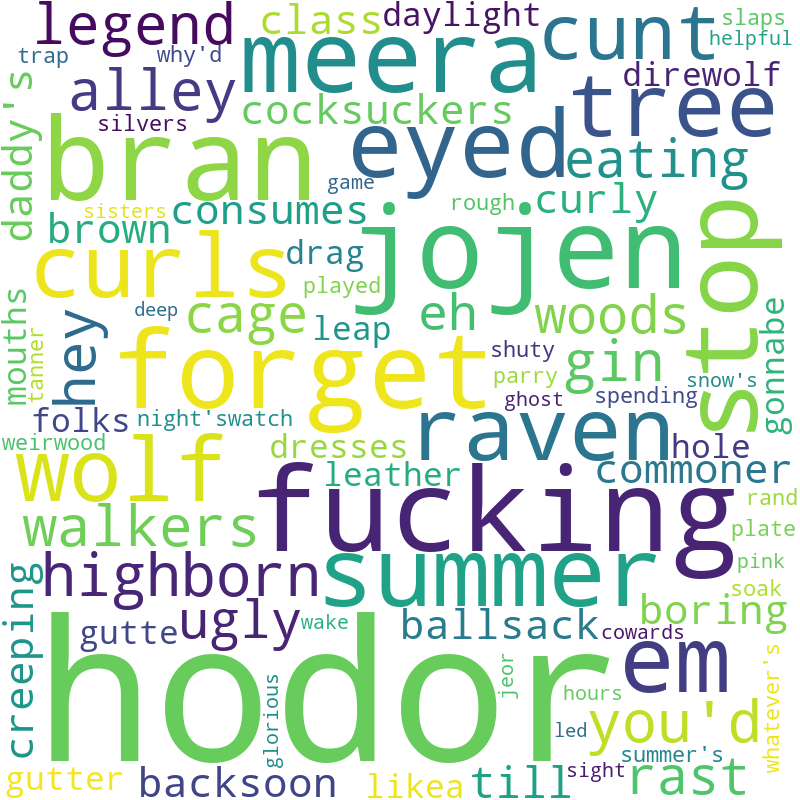 legend
class
daylight
slaps
trap
why'd
meera
cunt
helpful
alley
direwolf
cocksuckers
tree
silvers
daddy's
bran
eyed
eating
game
sisters
consumes
rough
curly
brown
jojen
stop
curls
drag
played
mouths
tanner
hey
cage
deep
leap
eh
woods
gonnabe
forget
shuty
gin
parry
snow's
ghost
spending
folks
night'swatch
raven
hole
weirwood
wolf
dresses
leather
commoner
fucking
rand
walkers
plate
highborn
summer
pink
creeping
soak
ugly
wake
ballsack
boring
gutte
cowards
em
hodor
jeor
glorious
hours
whatever's
you'd
led
summer's
gutter
backsoon
likea
till
sight
rast